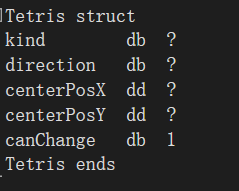 Tetris struct
kind db ?
direction db ?
centerPosX dd ?
centerPosY dd ?
canChange db 1
Tetris ends